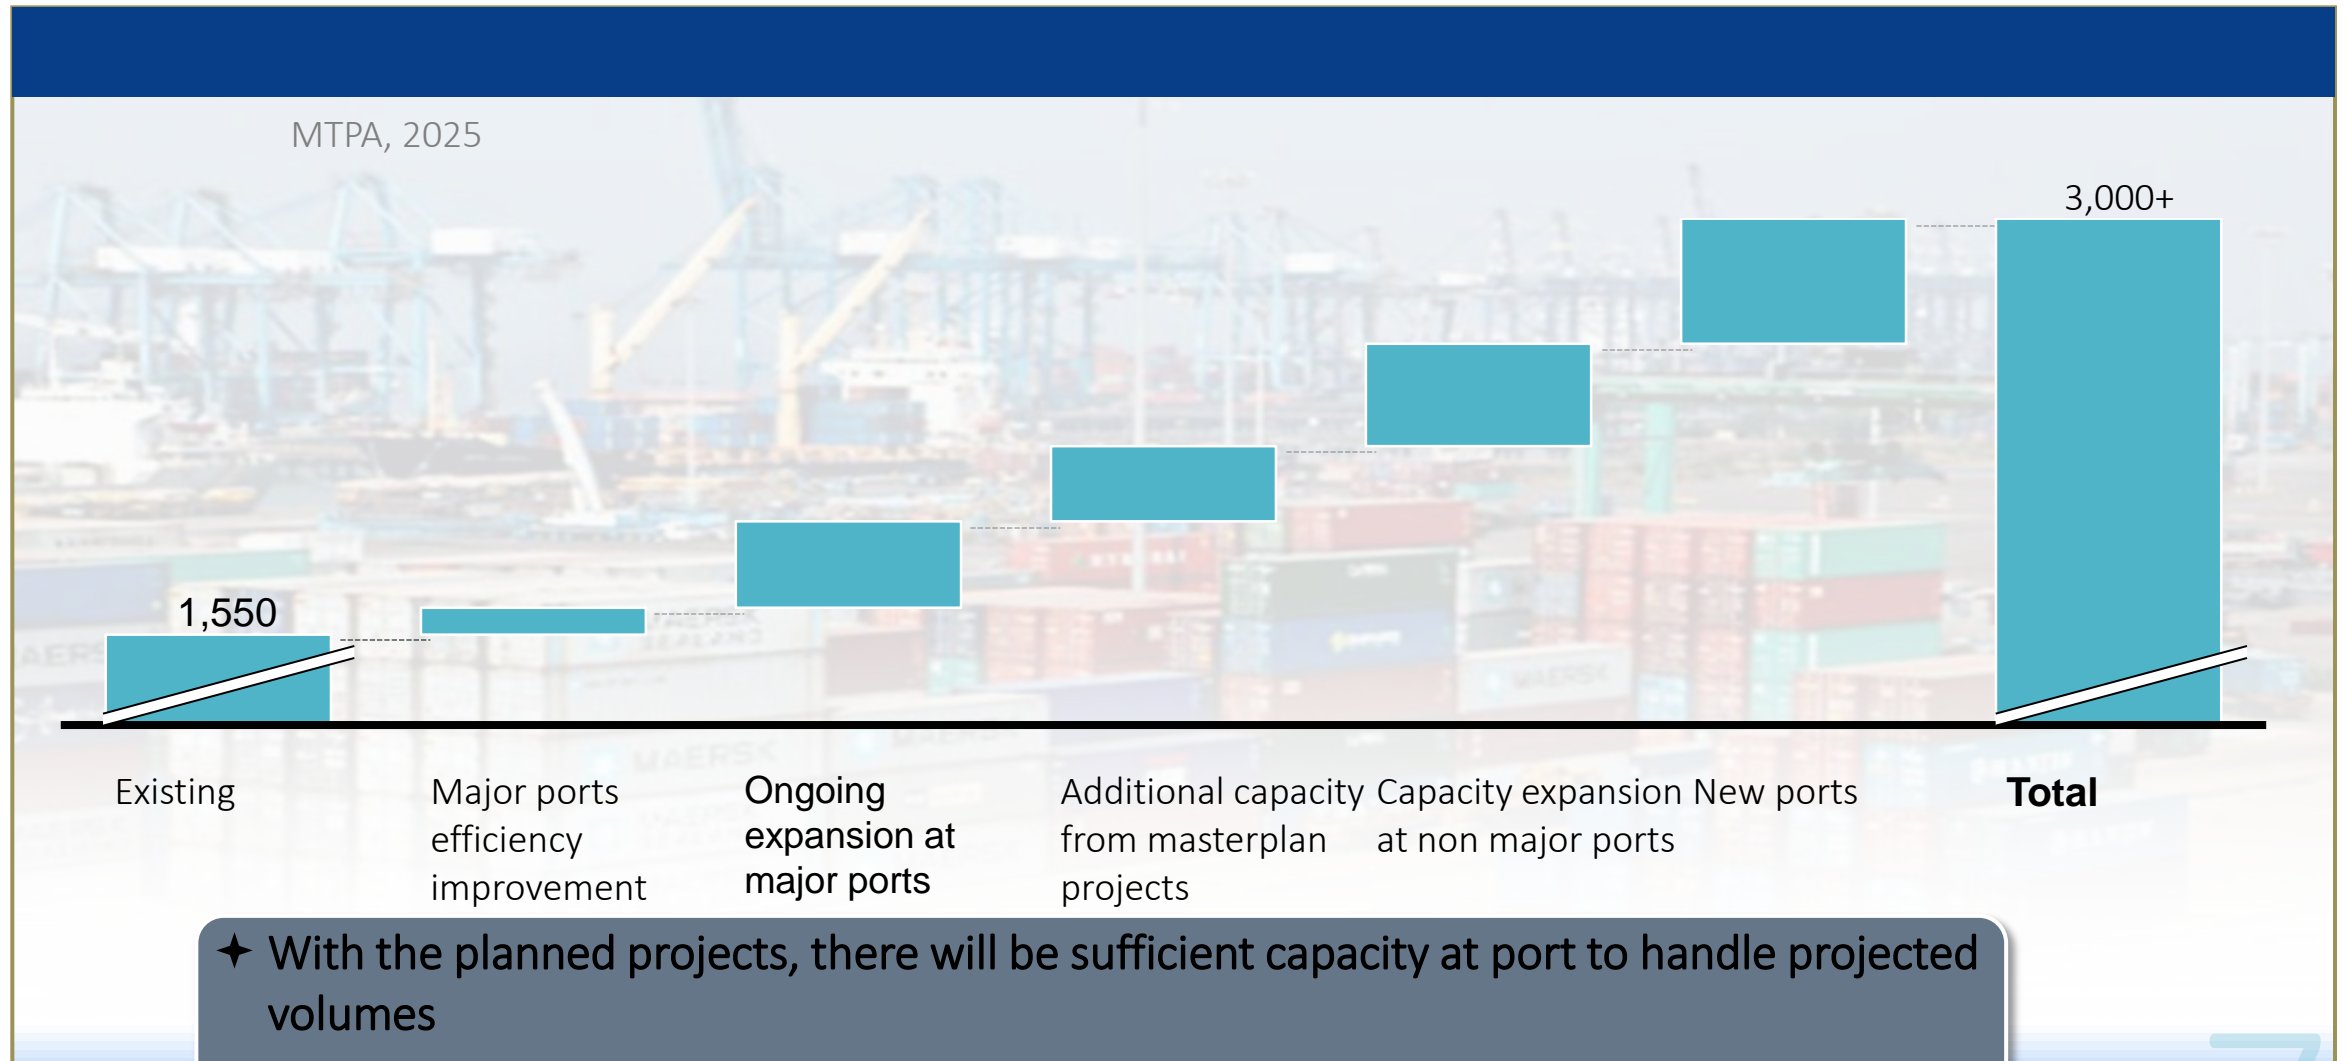 MTPA, 2025
3,000+
1,550
Existing
Major ports
efficiency
improvement
Ongoing
expansion at
major ports
Additional capacity
from masterplan
projects
Capacity expansion
at non major ports
New ports
Total
With the planned projects, there will be sufficient capacity at port to handle projected
volumes
MAERSK
MAERSK